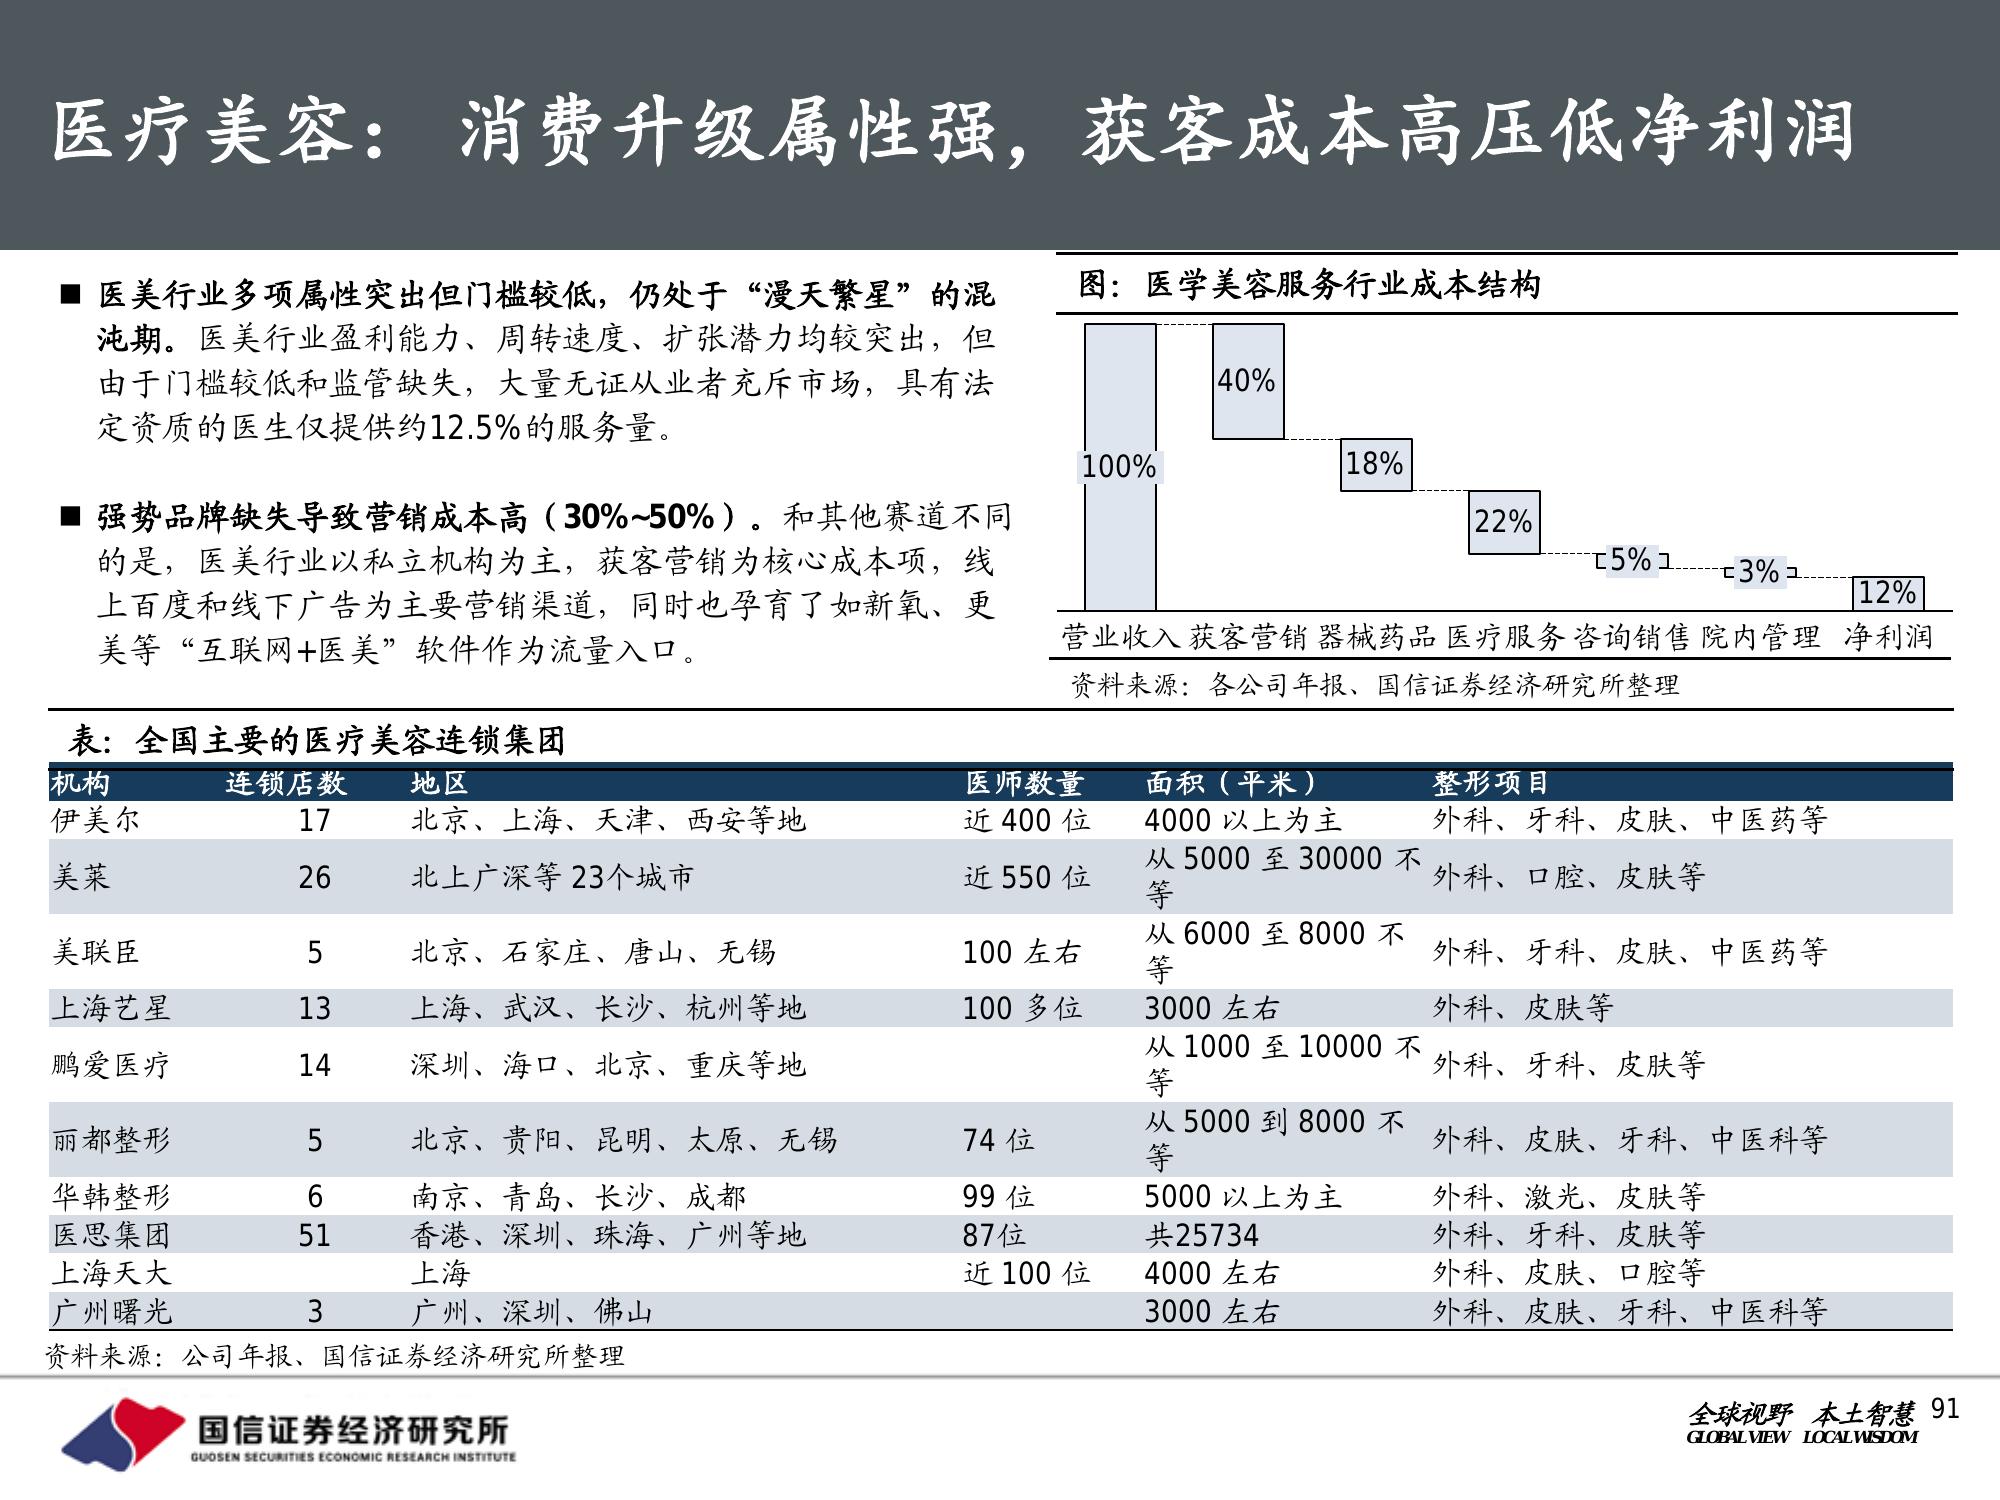 医疗美容： 消费升级属性强，获客成本高压低净利润
■ 医美行业多项属性突出但门槛较低，仍处于“漫天繁星”的混
沌期。医美行业盈利能力、周转速度、扩张潜力均较突出，但
由于门槛较低和监管缺失，大量无证从业者充斥市场，具有法
定资质的医生仅提供约12.5%的服务量。
■ 强势品牌缺失导致营销成本高（30%~50%）。和其他赛道不同
的是，医美行业以私立机构为主，获客营销为核心成本项，线
上百度和线下广告为主要营销渠道，同时也孕育了如新氧、更
美等“互联网+医美”软件作为流量入口。
图： 医学美容服务行业成本结构
100% 40% 18% 22% 5% 3% 12%
营业收入 获客营销 器械药品 医疗服务 咨询销售 院内管理 净利润
资料来源：各公司年报、国信证券经济研究所整理
表：全国主要的医疗美容连锁集团
机构 连锁店数 地区 医师数量 面积（平米） 整形项目
伊美尔 17 北京、上海、天津、西安等地 近 400 位 4000 以上为主 外科、牙科、皮肤、中医药等
美莱 26 北上广深等 23个城市 近 550 位 从 5000 至 30000 不等 外科、口腔、皮肤等
美联臣 5 北京、石家庄、唐山、无锡 100 左右 从 6000 至 8000 不等 外科、牙科、皮肤、中医药等
上海艺星 13 上海、武汉、长沙、杭州等地 100 多位 3000 左右 外科、皮肤等
鹏爱医疗 14 深圳、海口、北京、重庆等地 从 1000 至 10000 不等 外科、牙科、皮肤等
丽都整形 5 北京、贵阳、昆明、太原、无锡 74 位 从 5000 到 8000 不等 外科、皮肤、牙科、中医科等
华韩整形 6 南京、青岛、长沙、成都 99 位 5000 以上为主 外科、激光、皮肤等
医思集团 51 香港、深圳、珠海、广州等地 87位 共25734 外科、牙科、皮肤等
上海天大 上海 近 100 位 4000 左右 外科、皮肤、口腔等
广州曙光 3 广州、深圳、佛山 3000 左右 外科、皮肤、牙科、中医科等
资料来源：公司年报、国信证券经济研究所整理
国信证券经济研究所
GUOSEN SECURITIES ECONOMIC RESEARCH INSTITUTE
全球视野 本土智慧 91
GLOBAL VIEW LOCAL WISDOM